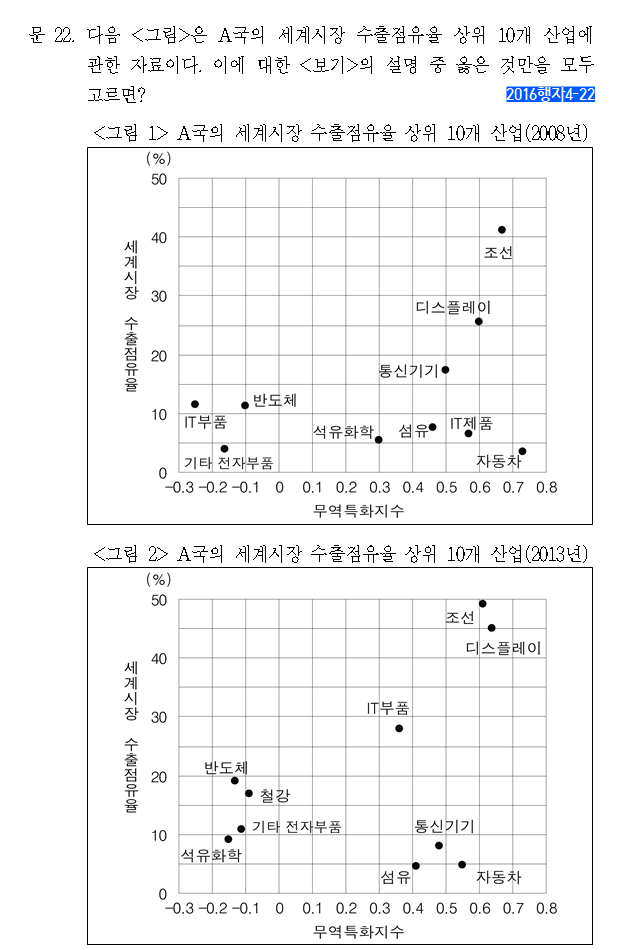 문 22. 다음 <그림>은 A국의 세계시장 수출점유율 상위 10개 산업에
관한 자료이다. 이에 대한 <보기>의 설명 중 옳은 것만을 모두
고르면?
2016행자4-22
<그림 1> A국의 세계시장 수출점유율 상위 10개 산업(2008년)
(%)
50
40
30
20
10
0
세계시장 수출점유율
조선
디스플레이
통신기기
반도체
IT부품
기타 전자부품
석유화학
섬유
IT제품
자동차
-0.3 -0.2 -0.1 0 0.1 0.2 0.3 0.4 0.5 0.6 0.7 0.8
무역특화지수
<그림 2> A국의 세계시장 수출점유율 상위 10개 산업(2013년)
(%)
50
40
30
20
10
0
세계시장 수출점유율
조선
디스플레이
IT부품
반도체
철강
기타 전자부품
석유화학
통신기기
섬유
자동차
-0.3 -0.2 -0.1 0 0.1 0.2 0.3 0.4 0.5 0.6 0.7 0.8
무역특화지수